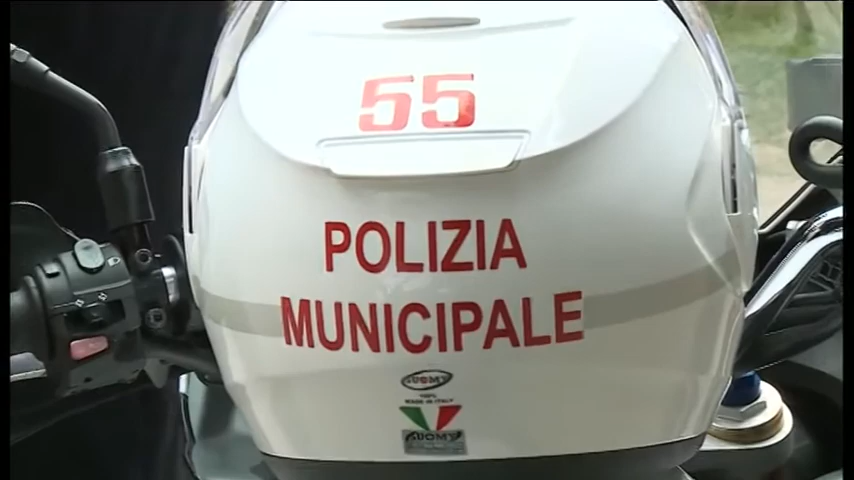 55
POLIZIA
MUNICIPALE
SUOMY
100%
MADE IN ITALY
SUOMY